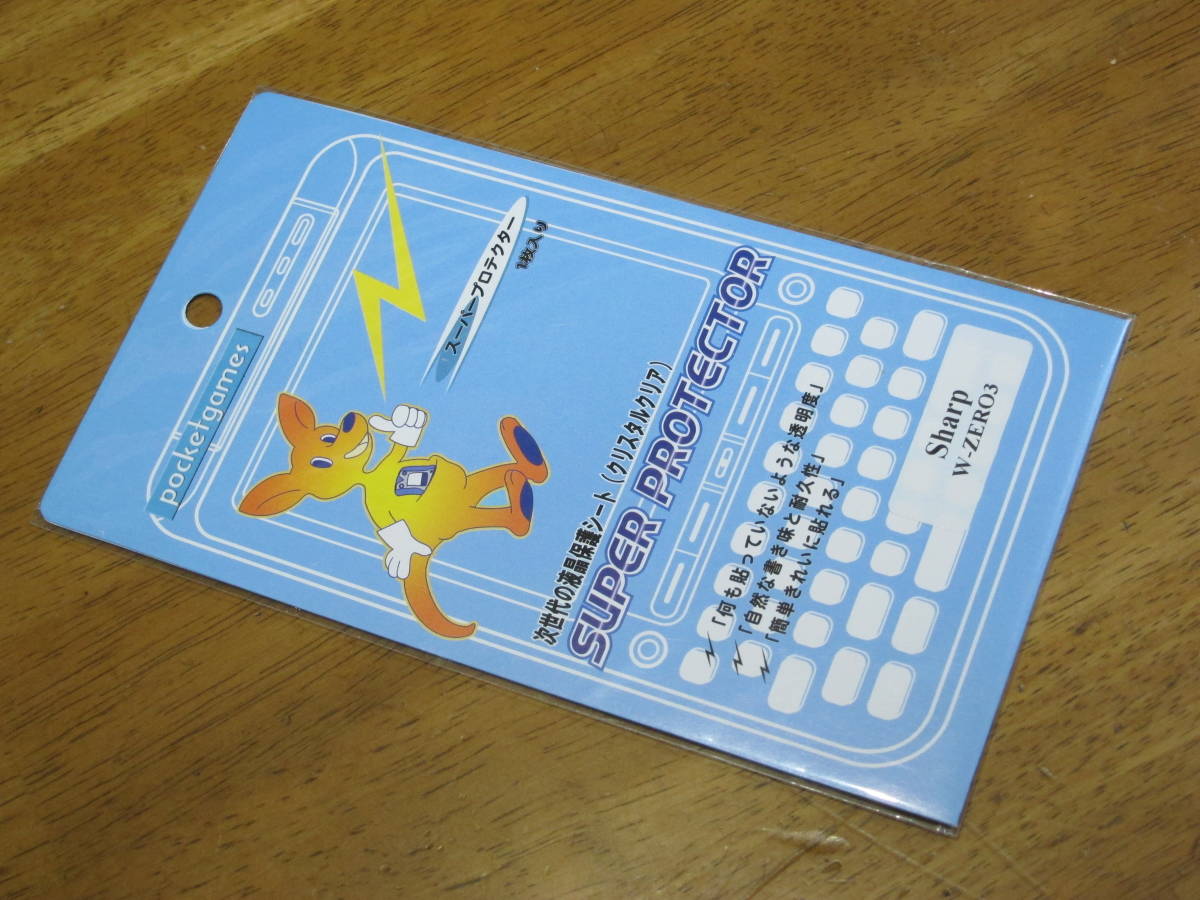 pocketgames
スーパープロテクター
1枚入り
次世代の液晶保護シート（クリスタルクリア）
SUPER PROTECTOR
「何も貼っていないような透明度」
「自然な書き味と耐久性」
「簡単きれいに貼れる」
Sharp
W-ZERO3